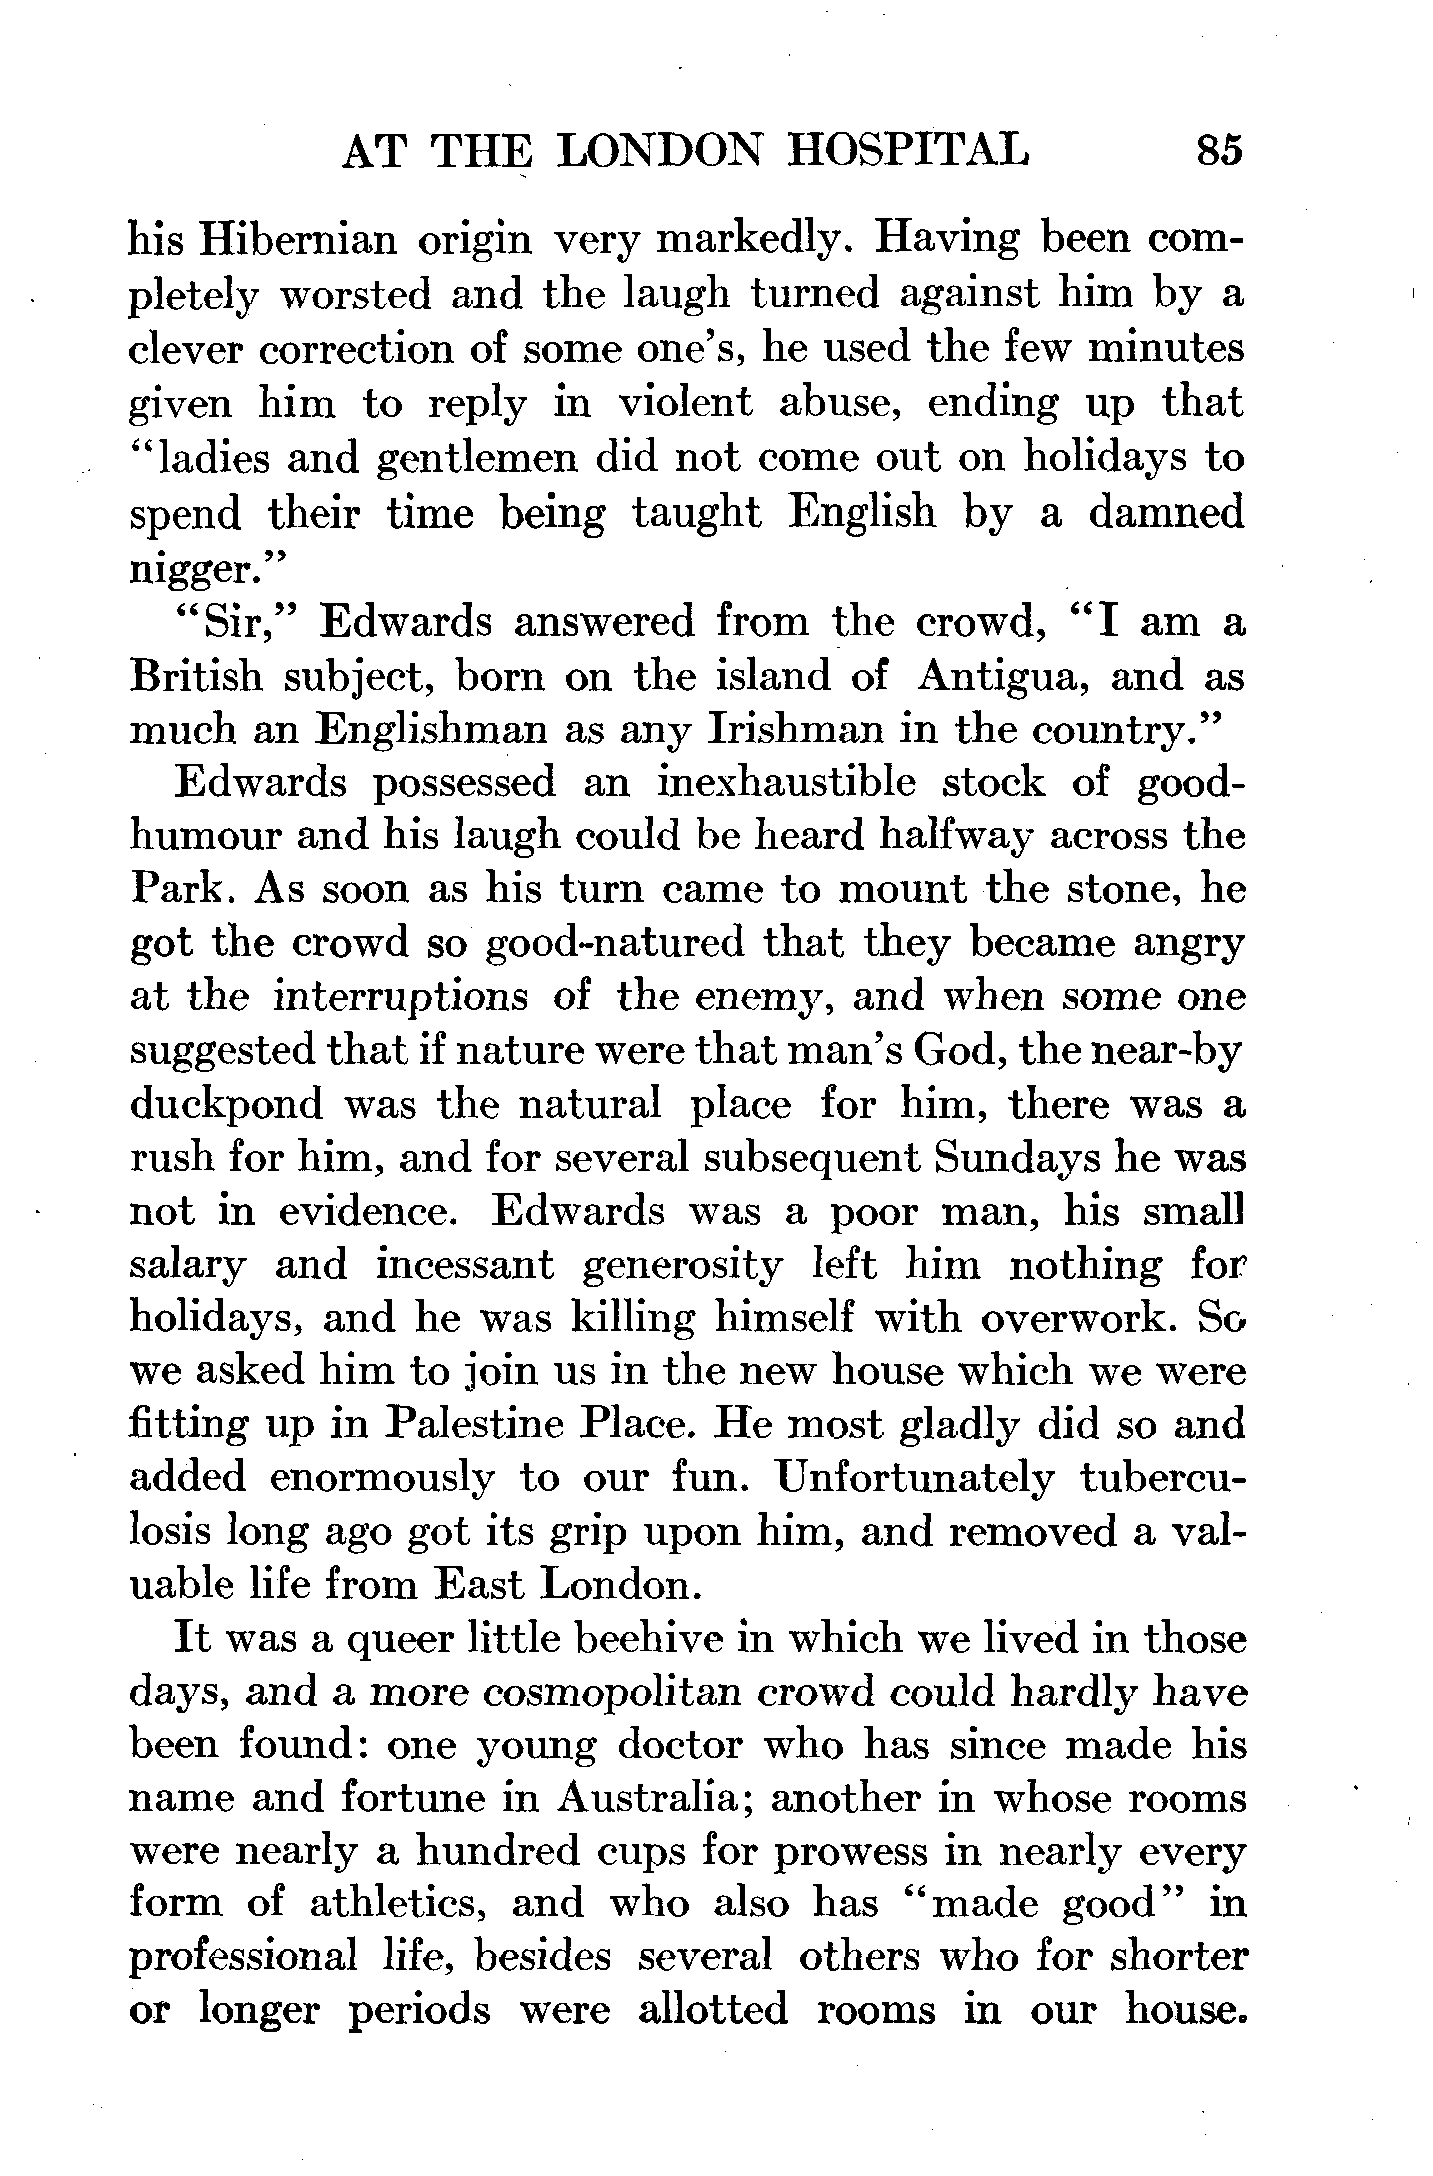 AT THE LONDON HOSPITAL 85
his Hibernian origin very markedly. Having been com-
pletely worsted and the laugh turned against him by a
clever correction of some one's, he used the few minutes
given him to reply in violent abuse, ending up that
“ladies and gentlemen did not come out on holidays to
spend their time being taught English by a damned
nigger.”
“Sir,” Edwards answered from the crowd, “I am a
British subject, born on the island of Antigua, and as
much an Englishman as any Irishman in the country.”
Edwards possessed an inexhaustible stock of good-
humour and his laugh could be heard halfway across the
Park. As soon as his turn came to mount the stone, he
got the crowd so good-natured that they became angry
at the interruptions of the enemy, and when some one
suggested that if nature were that man's God, the near-by
duckpond was the natural place for him, there was a
rush for him, and for several subsequent Sundays he was
not in evidence. Edwards was a poor man, his small
salary and incessant generosity left him nothing for
holidays, and he was killing himself with overwork. So
we asked him to join us in the new house which we were
fitting up in Palestine Place. He most gladly did so and
added enormously to our fun. Unfortunately tubercu-
losis long ago got its grip upon him, and removed a val-
uable life from East London.
It was a queer little beehive in which we lived in those
days, and a more cosmopolitan crowd could hardly have
been found: one young doctor who has since made his
name and fortune in Australia; another in whose rooms
were nearly a hundred cups for prowess in nearly every
form of athletics, and who also has “made good” in
professional life, besides several others who for shorter
or longer periods were allotted rooms in our house.